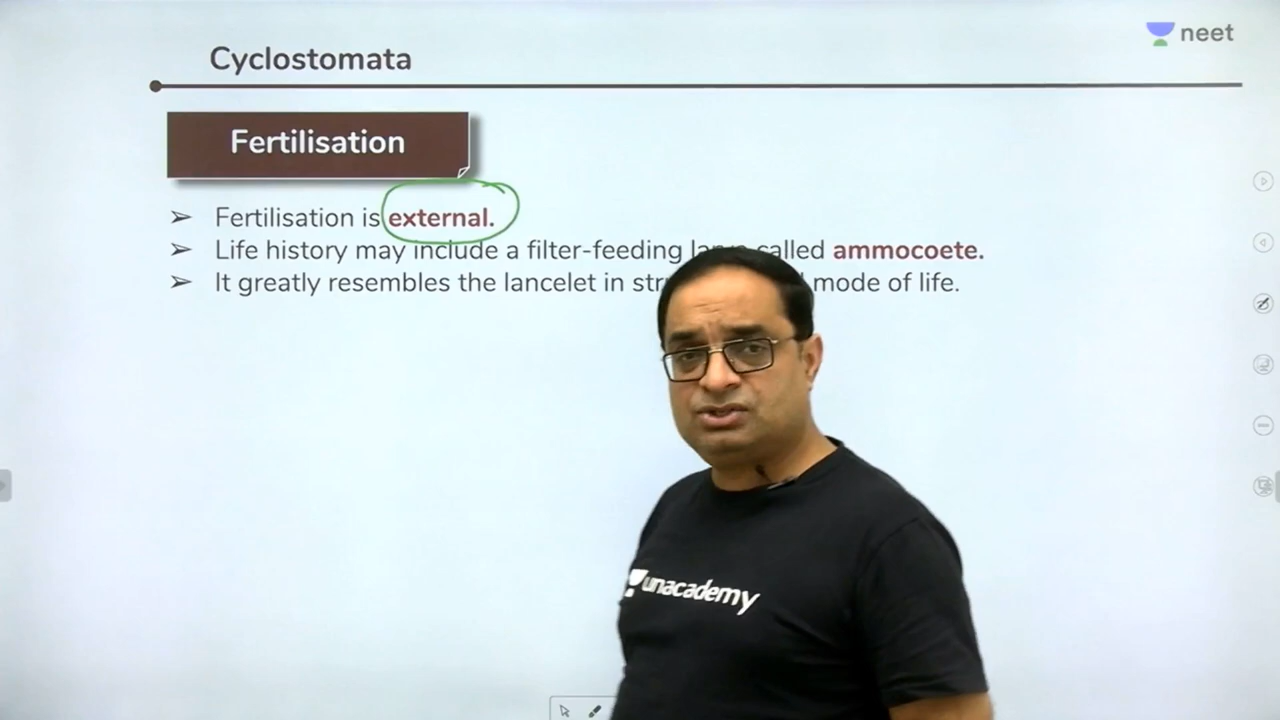 neet
Cyclostomata
Fertilisation
➢ Fertilisation is external.
➢ Life history may include a filter-feeding called ammocoete.
➢ It greatly resembles the lancelet in mode of life.
unacademy